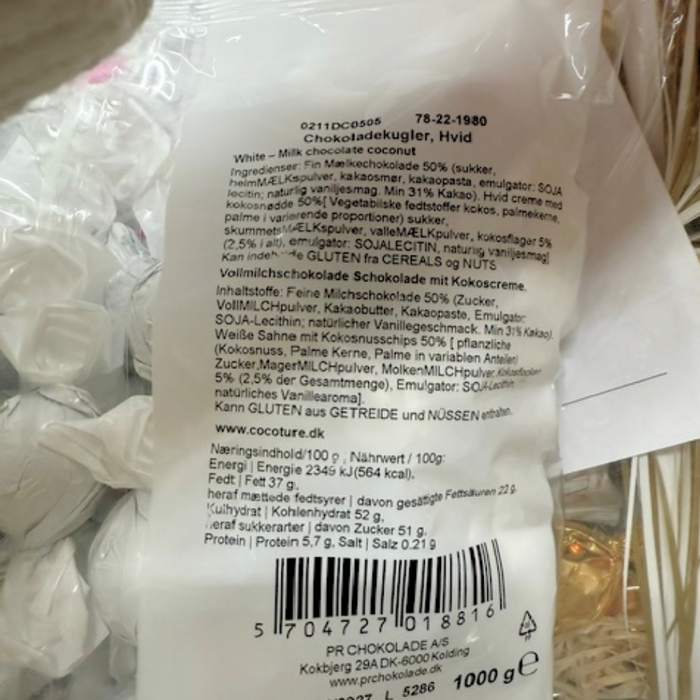 0211DC0505 78-22-1980
Chokoladekugler, Hvid
White – Milk chocolate coconut
Ingredienser: Fin Mælkechokolade 50% (sukker,
helmMÆLKspulver, kakaosmør, kakaopasta, emulgator: SOJA
lecitin; naturlig vaniljesmag. Min 31% Kakao). Hvid creme med
kokosnødde 50%[ Vegetabilske fedtstoffer kokos, palmekerne,
palme i varierende proportioner) sukker,
skummetsMÆLKspulver, valleMÆLKpulver, kokosflager 5%
(2,5% i alt), emulgator: SOJALECITIN, naturlig vaniljesmag]
Kan GLUTEN fra CEREALS og NUTS
Vollmilchschokolade Schokolade mit Kokoscreme.
Inhaltstoffe: Feine Milchschokolade 50% (Zucker,
VollMILCHpulver, Kakaobutter, Kakaopaste, Emulgator:
SOJA-Lecithin; natürlicher Vanillegeschmack. Min 31% Kakao).
Weiße Sahne mit Kokosnusschips 50% [ pflanzliche
(Kokosnuss, Palme Kerne, Palme in variablen Anteilen)
Zucker,MagerMILCHpulver, MolkenMILCHpulver, Kokosflocken
5% (2,5% der Gesamtmenge), Emulgator: SOJA-Lecithin,
natürliches Vanillearoma].
Kann GLUTEN aus GETREIDE und NÜSSEN enthalten.
www.cocoture.dk
Næringsindhold/100 g , Nährwert / 100g:
Energi | Energie 2349 kJ(564 kcal),
Fedt | Fett 37 g,
heraf mættede fedtsyrer | davon gesätigte Fettsäuren 22 g,
Kulhydrat | Kohlenhydrat 52 g,
heraf sukkerarter | davon Zucker 51 g,
Protein | Protein 5,7 g, Salt | Salz 0.21 g
5 704727 018816
PR CHOKOLADE A/S
Kokbjerg 29A DK-6000 Kolding
www.prchokolade.dk
1000 g e
L 5286